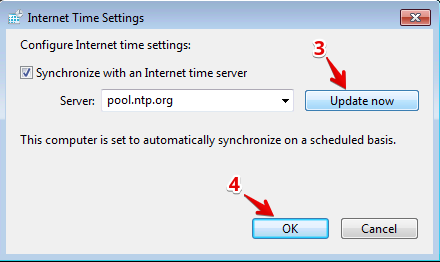 Internet Time Settings
Configure Internet time settings:
3
Synchronize with an Internet time server
Server: pool.ntp.org Update now
This computer is set to automatically synchronize on a scheduled basis.
4
OK Cancel